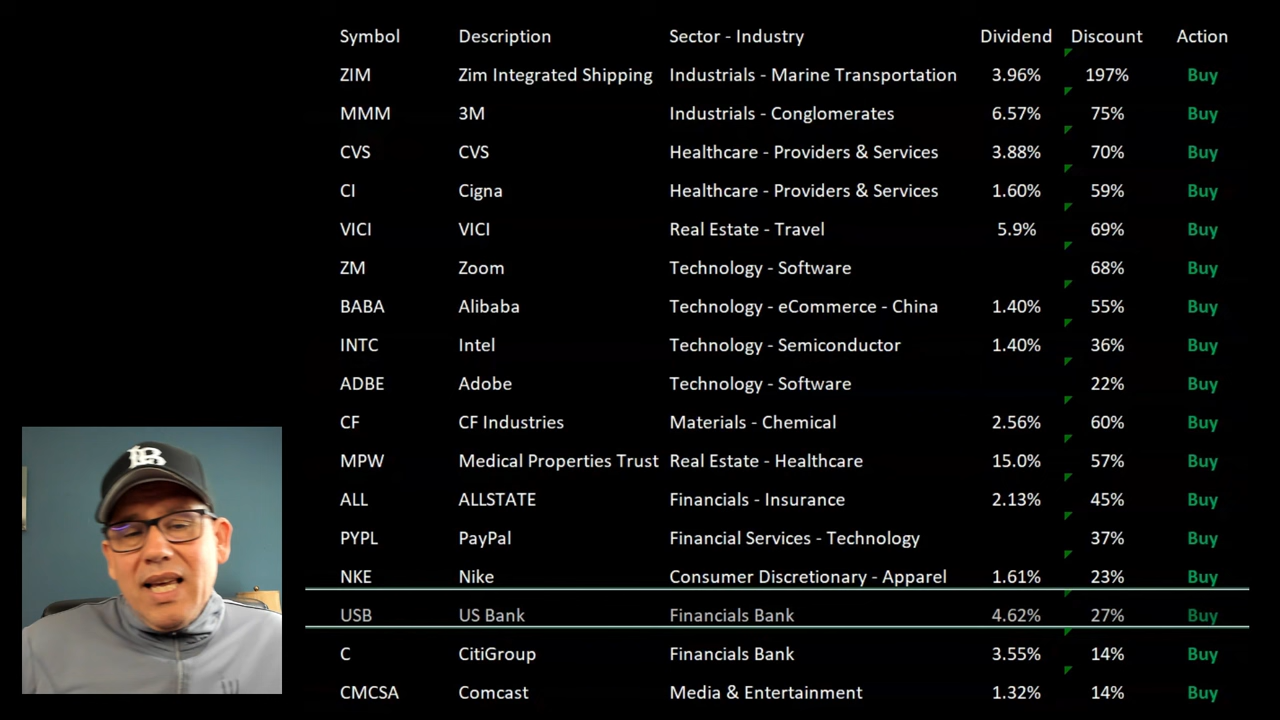 Symbol Description Sector - Industry Dividend Discount Action
ZIM Zim Integrated Shipping Industrials - Marine Transportation 3.96% 197% Buy
MMM 3M Industrials - Conglomerates 6.57% 75% Buy
CVS CVS Healthcare - Providers & Services 3.88% 70% Buy
CI Cigna Healthcare - Providers & Services 1.60% 59% Buy
VICI VICI Real Estate - Travel 5.9% 69% Buy
ZM Zoom Technology - Software 68% Buy
BABA Alibaba Technology - eCommerce - China 1.40% 55% Buy
INTC Intel Technology - Semiconductor 1.40% 36% Buy
ADBE Adobe Technology - Software 22% Buy
CF CF Industries Materials - Chemical 2.56% 60% Buy
MPW Medical Properties Trust Real Estate - Healthcare 15.0% 57% Buy
ALL ALLSTATE Financials - Insurance 2.13% 45% Buy
PYPL PayPal Financial Services - Technology 37% Buy
NKE Nike Consumer Discretionary - Apparel 1.61% 23% Buy
USB US Bank Financials Bank 4.62% 27% Buy
C CitiGroup Financials Bank 3.55% 14% Buy
CMCSA Comcast Media & Entertainment 1.32% 14% Buy
LB